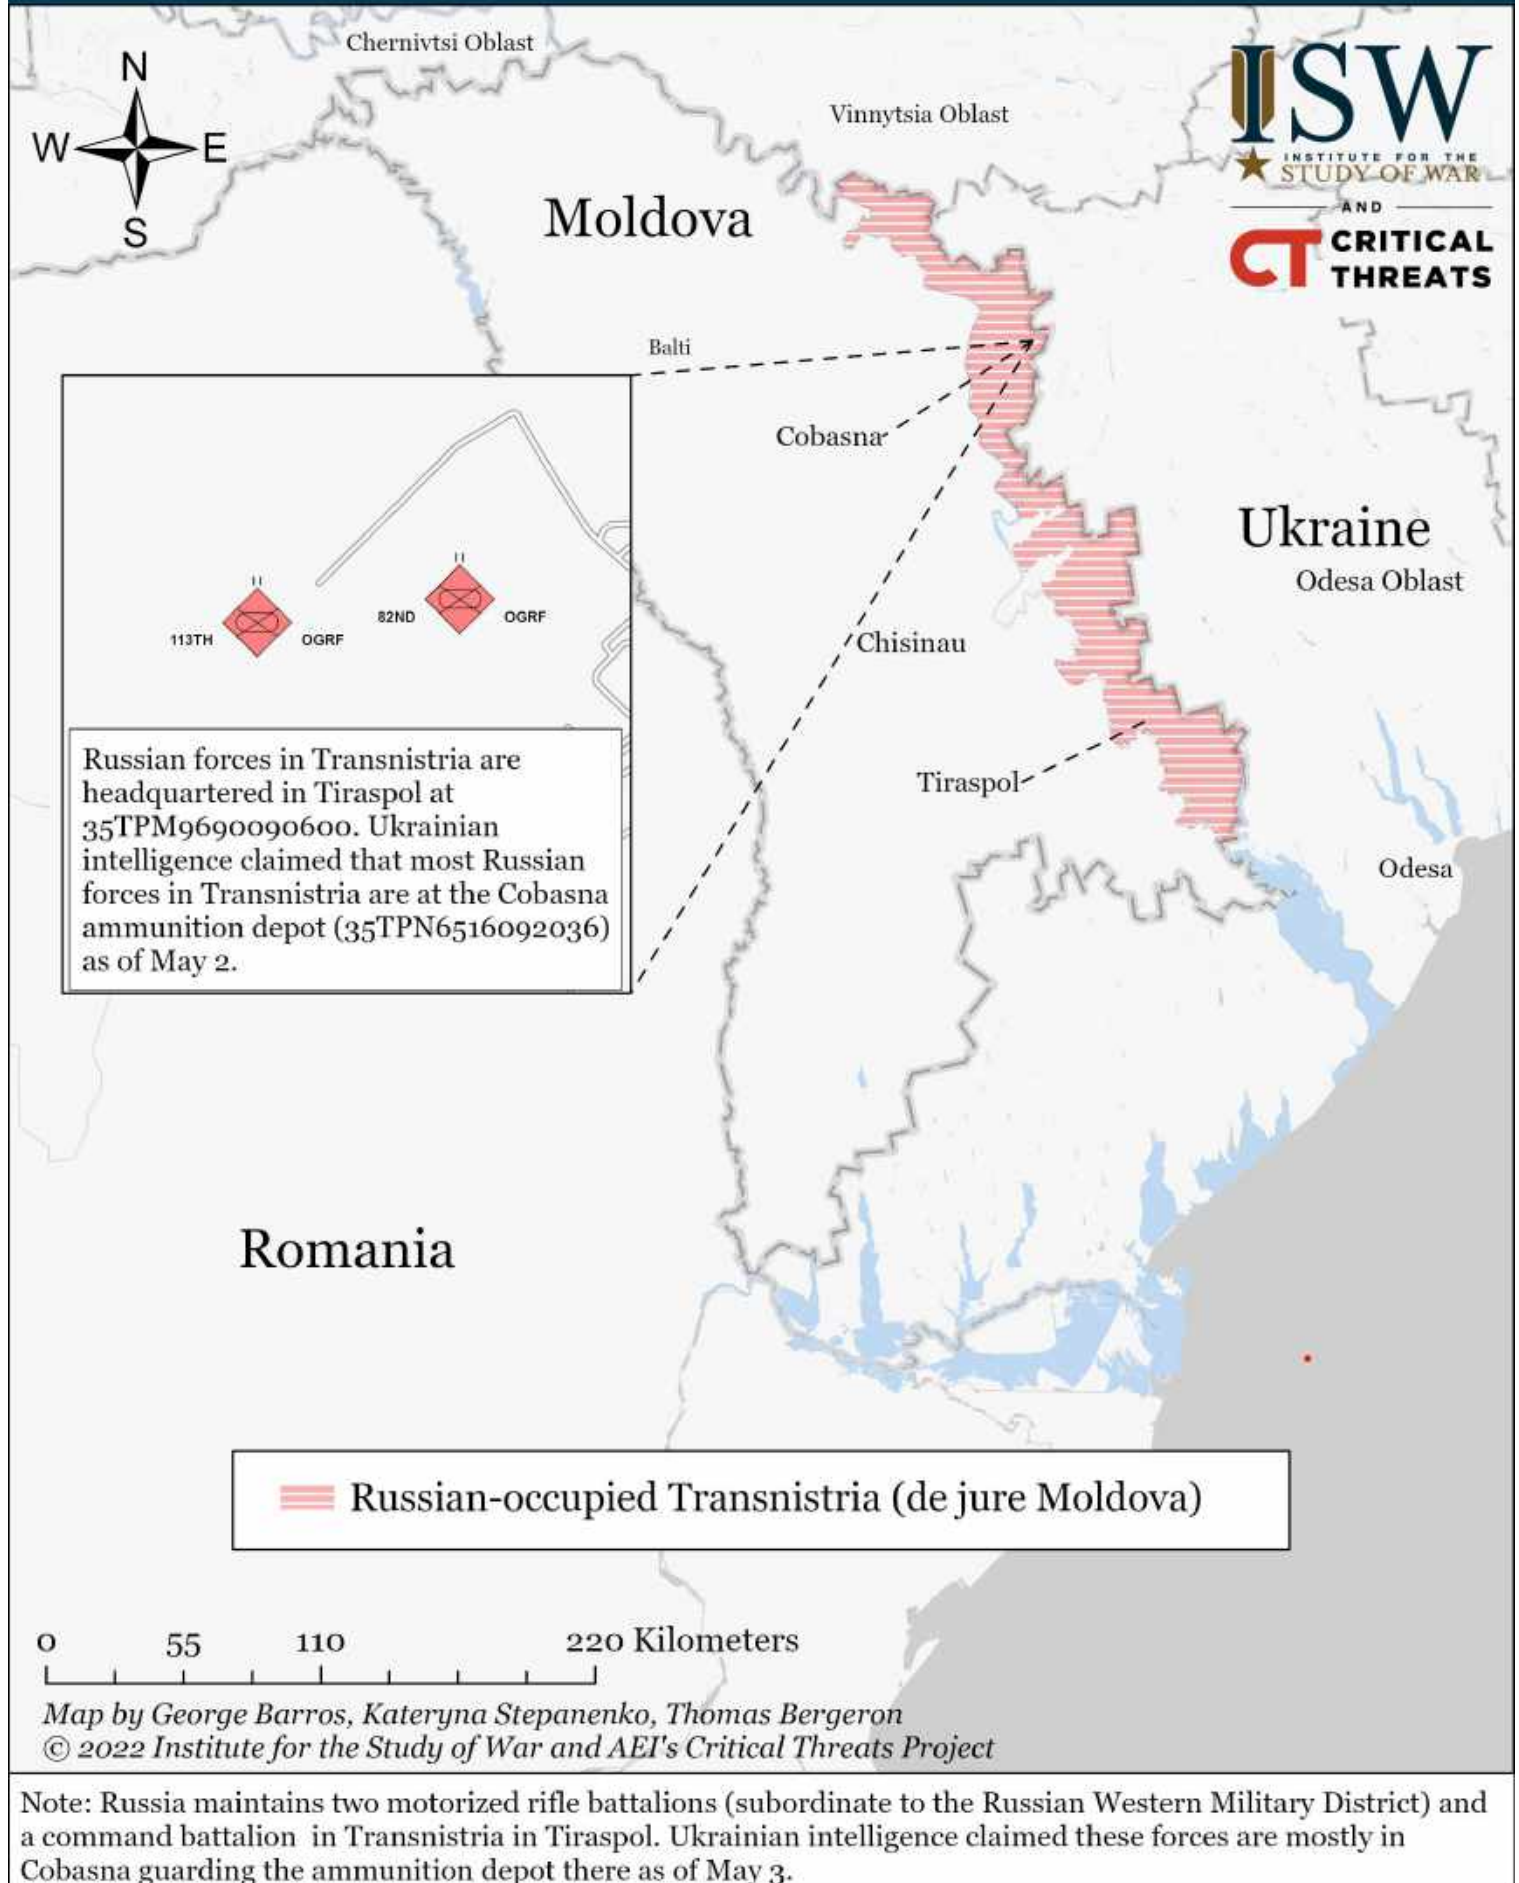 Chernivtsi Oblast
N
W E
S
Vinnytsia Oblast
ISW
INSTITUTE FOR THE
STUDY OF WAR
AND
CT CRITICAL
THREATS
Moldova
Balti
Cobasna
Ukraine
Odesa Oblast
Chisinau
Tiraspol
Odesa
II
II
113TH
OGRF
82ND
OGRF
Russian forces in Transnistria are
headquartered in Tiraspol at
35TPM9690090600. Ukrainian
intelligence claimed that most Russian
forces in Transnistria are at the Cobasna
ammunition depot (35TPN6516092036)
as of May 2.
Romania
Russian-occupied Transnistria (de jure Moldova)
0 55 110 220 Kilometers
Map by George Barros, Kateryna Stepanenko, Thomas Bergeron
© 2022 Institute for the Study of War and AEI's Critical Threats Project
Note: Russia maintains two motorized rifle battalions (subordinate to the Russian Western Military District) and
a command battalion in Transnistria in Tiraspol. Ukrainian intelligence claimed these forces are mostly in
Cobasna guarding the ammunition depot there as of May 3.